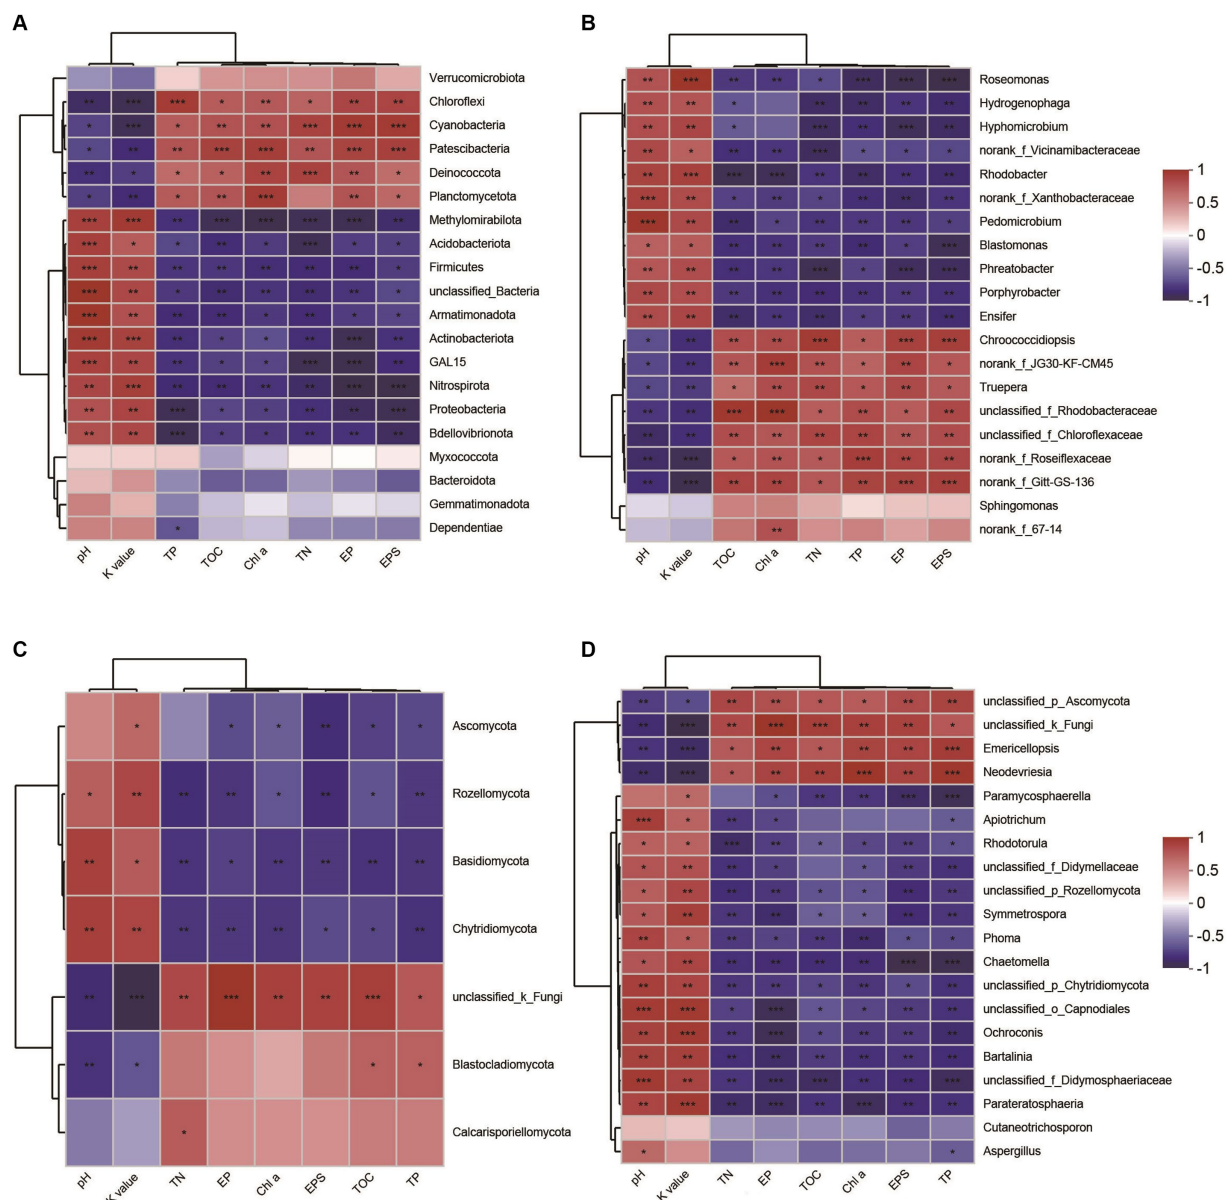 A
Verrucomicrobiota
Chloroflexi
Cyanobacteria
Patescibacteria
Deinococcota
Planctomycetota
Methylomirabilota
Acidobacteriota
Firmicutes
unclassified_Bacteria
Armatimonadota
Actinobacteriota
GAL15
Nitrospirota
Proteobacteria
Bdellovibrionota
Myxococcota
Bacteroidota
Gemmatimonadota
Dependentiae
pH K value TP TOC Chl a TN EP EPS
B
Roseomonas
Hydrogenophaga
Hyphomicrobium
norank_f_Vicinamibacteraceae
Rhodobacter
norank_f_Xanthobacteraceae
Pedomicrobium
Blastomonas
Phreatobacter
Porphyrobacter
Ensifer
Chroococcidiopsis
norank_f_JG30-KF-CM45
Truepera
unclassified_f_Rhodobacteraceae
unclassified_f_Chloroflexaceae
norank_f_Roseiflexaceae
norank_f_Gitt-GS-136
Sphingomonas
norank_f_67-14
pH K value TOC Chl a TN TP EP EPS
1
0.5
0
-0.5
-1
C
Ascomycota
Rozellomycota
Basidiomycota
Chytridiomycota
unclassified_k_Fungi
Blastocladiomycota
Calcarisporiellomycota
pH K value TN EP Chl a EPS TOC TP
D
unclassified_p_Ascomycota
unclassified_k_Fungi
Emericellopsis
Neodevriesia
Paramycosphaerella
Apiotrichum
Rhodotorula
unclassified_f_Didymellaceae
unclassified_p_Rozellomycota
Symmetrospora
Phoma
Chaetomella
unclassified_p_Chytridiomycota
unclassified_o_Capnodiales
Ochroconis
Bartalinia
unclassified_f_Didymosphaeriaceae
Parateratosphaeria
Cutaneotrichosporon
Aspergillus
pH K value TN EP TOC Chl a EPS TP
1
0.5
0
-0.5
-1